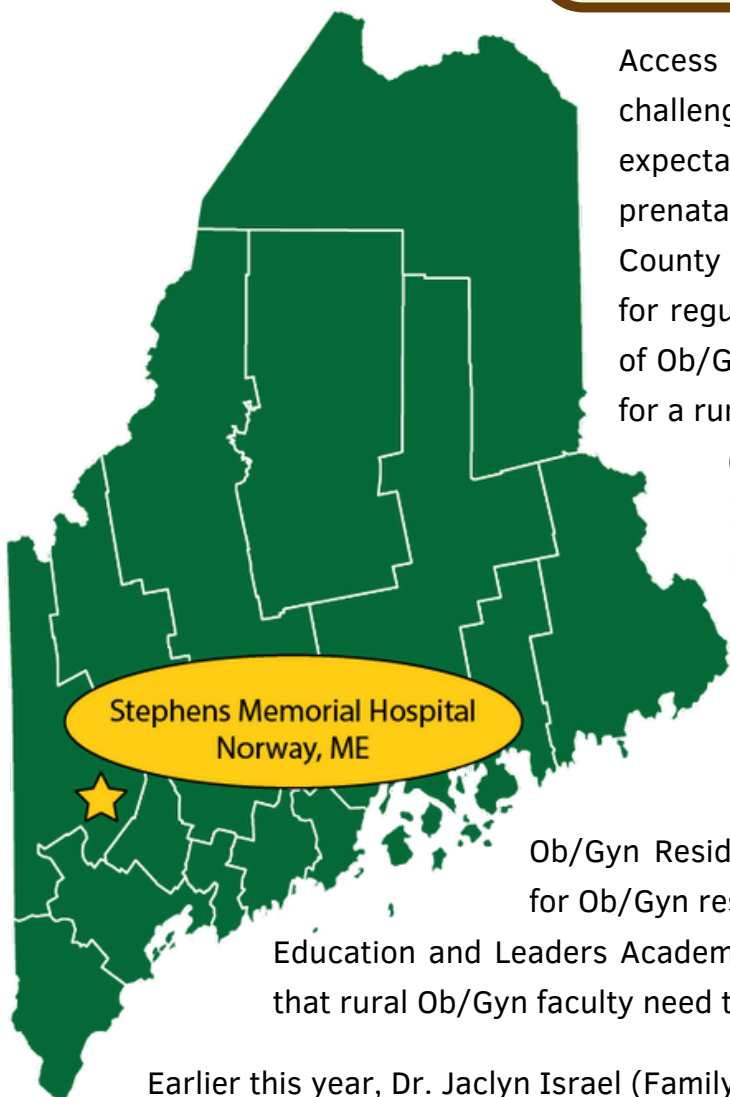 Access
challeng
expecta
prenata
County
for regu
of Ob/G
for a rur
Stephens Memorial Hospital
Norway, ME
Ob/Gyn Resid
for Ob/Gyn res
Education and Leaders Academ
that rural Ob/Gyn faculty need t
Earlier this year, Dr. Jaclyn Israel (Family